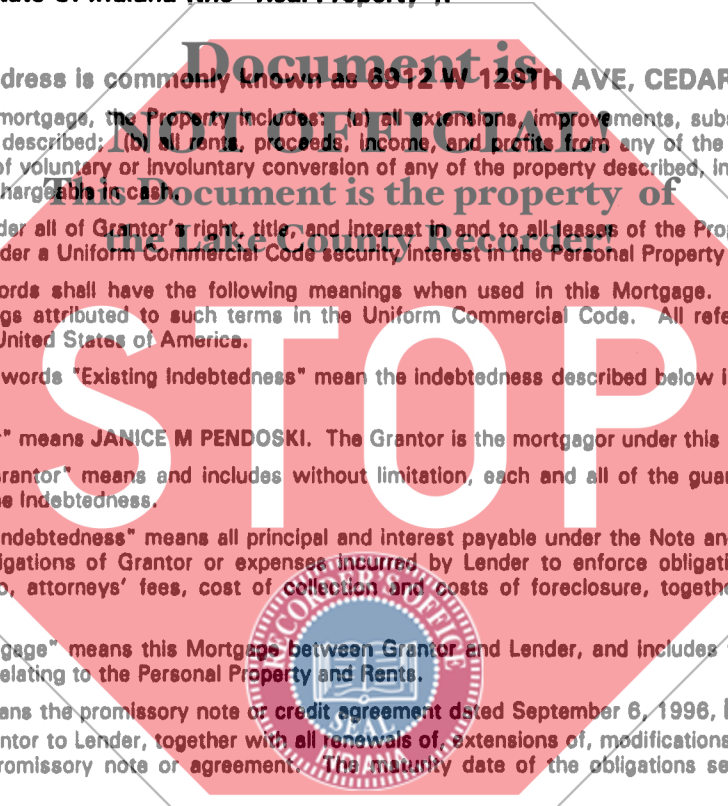 tate of Indiana (the "Real Property").
Document is
dress is commonly known as 6912 W 129TH AVE, CEDAR
mortgage, the Property includes: (a) all extensions, improvements, subs
NOT OFFICIAL!
described; (b) all rents, proceeds, income, and profits from any of the
of voluntary or involuntary conversion of any of the property described, in
hargeable in cash.
This Document is the property of
der all of Grantor's right, title, and interest in and to all leases of the Prop
the Lake County Recorder!
der a Uniform Commercial Code security interest in the Personal Property
ords shall have the following meanings when used in this Mortgage.
gs attributed to such terms in the Uniform Commercial Code. All refe
United States of America.
STOP
words "Existing Indebtedness" mean the indebtedness described below i
r" means JANICE M PENDOSKI. The Grantor is the mortgagor under this
rantor" means and includes without limitation, each and all of the guar
e Indebtedness.
ndebtedness" means all principal and interest payable under the Note an
igations of Grantor or expenses incurred by Lender to enforce obligati
o, attorneys' fees, cost of collection and costs of foreclosure, togethe
RECORDER'S OFFICE
gage" means this Mortgage between Grantor and Lender, and includes
elating to the Personal Property and Rents.
SEAL
ans the promissory note or credit agreement dated September 6, 1996,
ntor to Lender, together with all renewals of, extensions of, modifications
romissory note or agreement. The maturity date of the obligations se